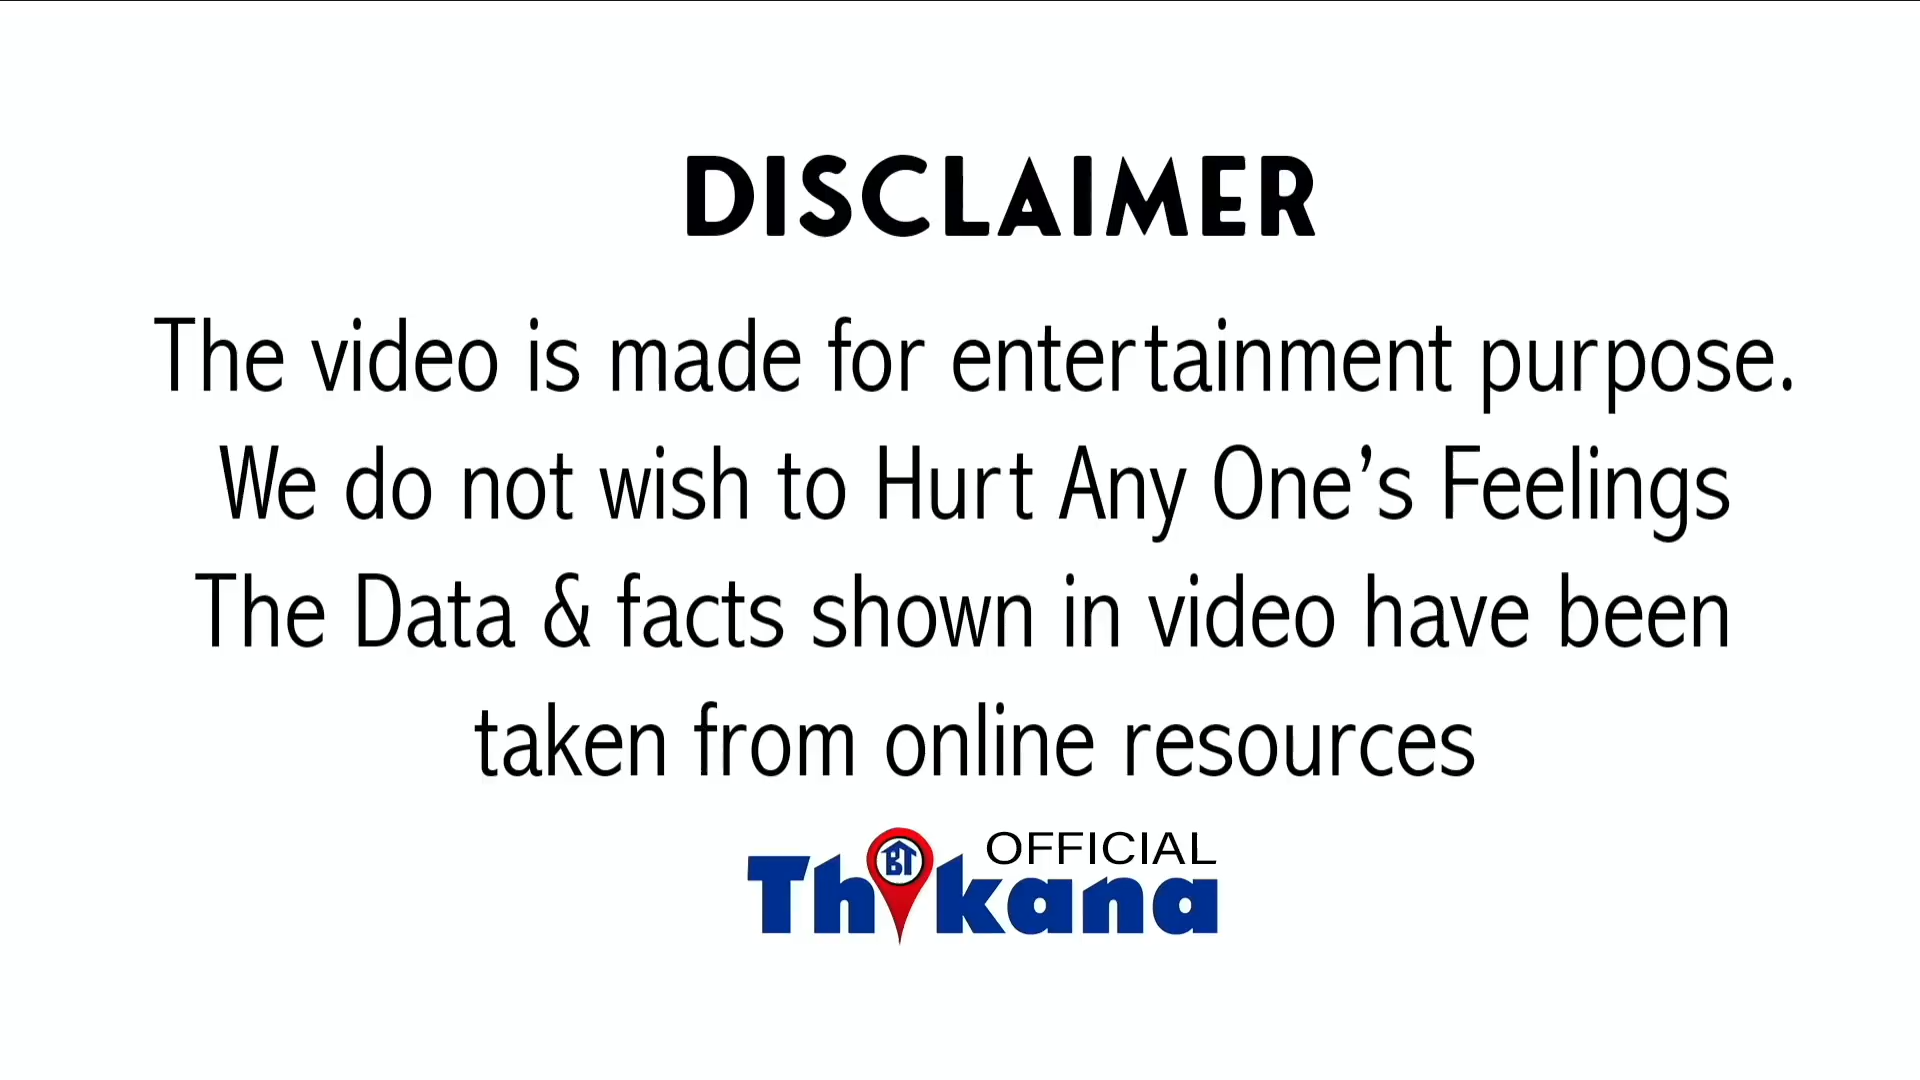 DISCLAIMER
The video is made for entertainment purpose.
We do not wish to Hurt Any One’s Feelings
The Data & facts shown in video have been
taken from online resources
OFFICIAL
BT
Thikana